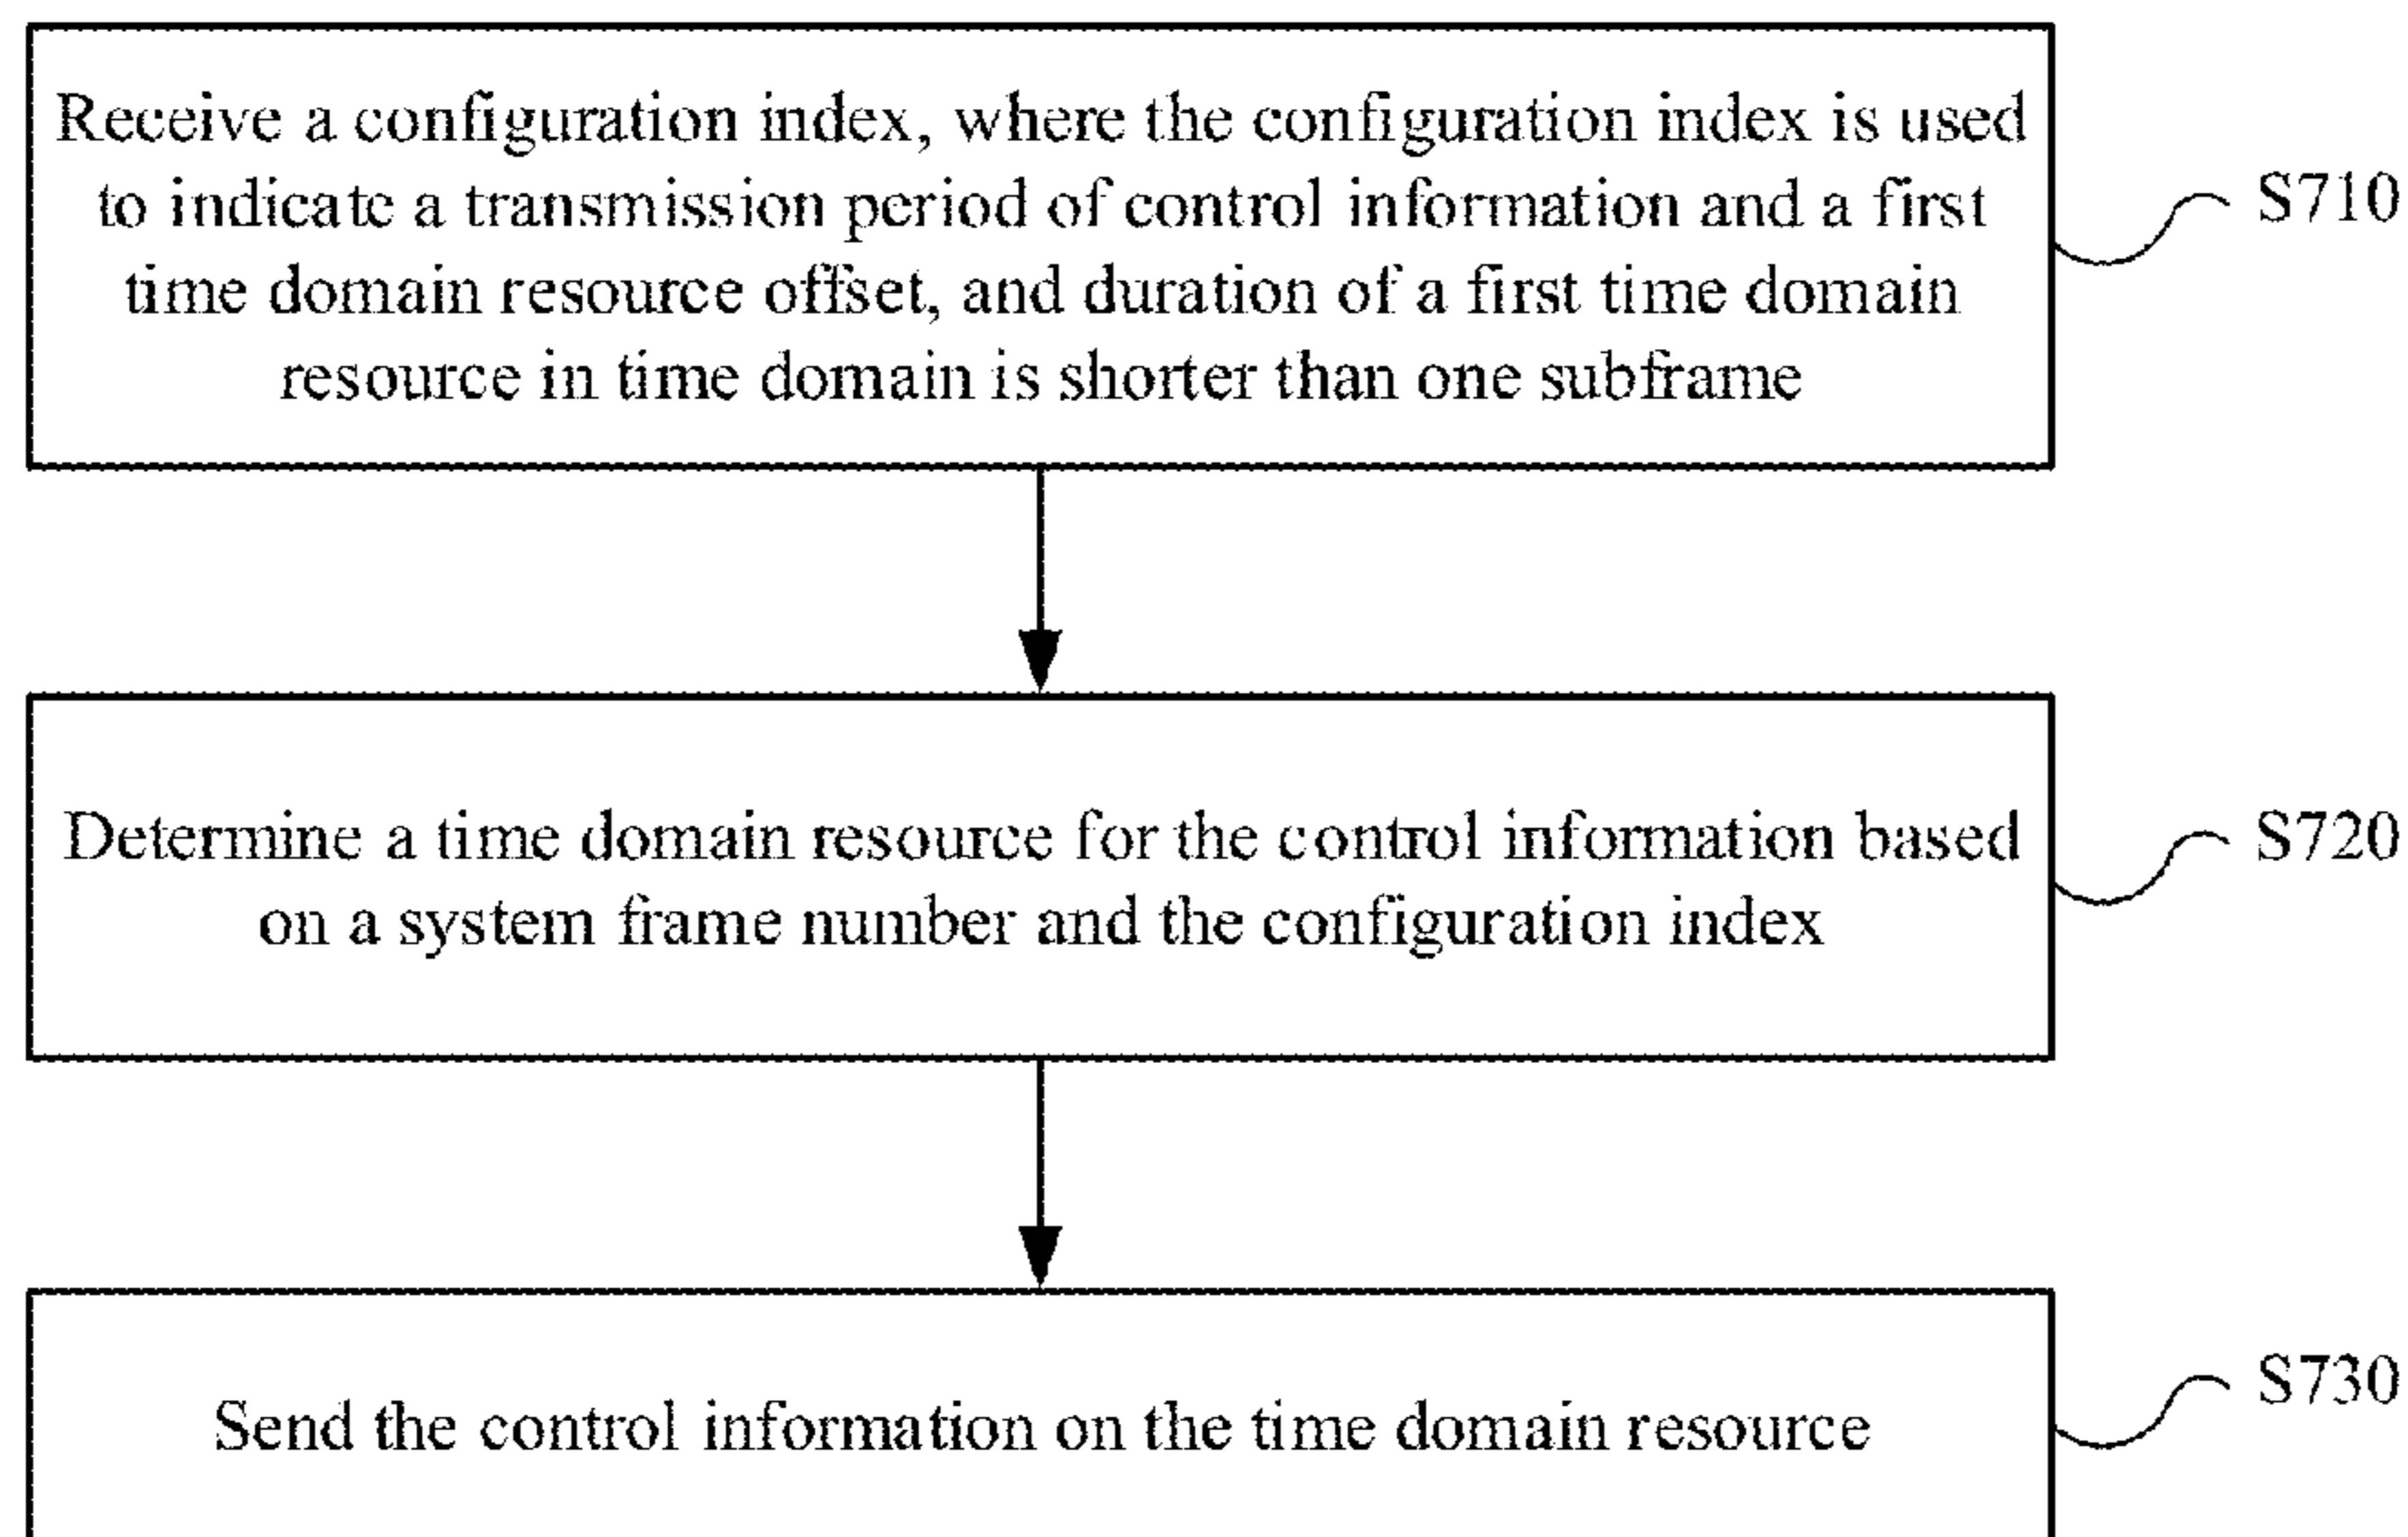 Receive a configuration index, where the configuration index is used
to indicate a transmission period of control information and a first
time domain resource offset, and duration of a first time domain
resource in time domain is shorter than one subframe
S710
Determine a time domain resource for the control information based
on a system frame number and the configuration index
S720
Send the control information on the time domain resource
S730